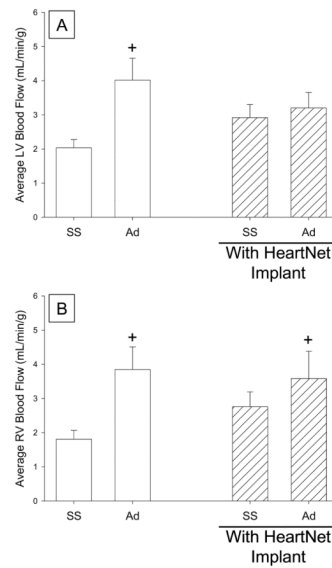 A
Average LV Blood Flow (mL/min/g)
6
5
4
3
2
1
0
+
SS Ad SS Ad
With HeartNet
Implant
B
Average RV Blood Flow (mL/min/g)
6
5
4
3
2
1
0
+ +
SS Ad SS Ad
With HeartNet
Implant